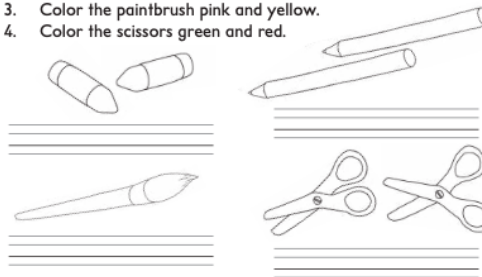 3. Color the paintbrush pink and yellow.
4. Color the scissors green and red.